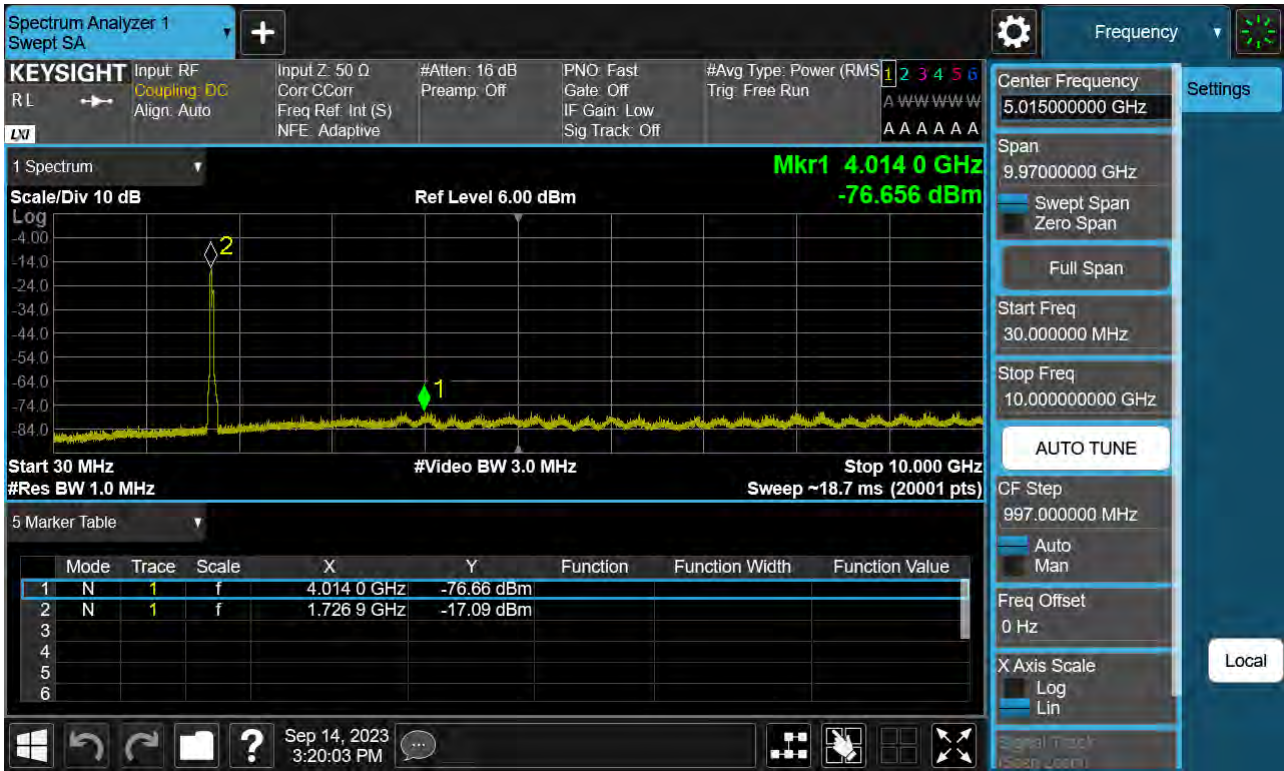 Spectrum Analyzer 1
Swept SA
+
Frequency
KEYSIGHT
Input: RF
Input Z: 50 Ω
#Atten: 16 dB
PNO: Fast
#Avg Type: Power (RMS
1 2 3 4 5 6
RL
Coupling: DC
Corr CCorr
Preamp: Off
Gate: Off
Trig: Free Run
Align: Auto
Freq Ref: Int (S)
IF Gain: Low
A W W W W W
LXI
NFE: Adaptive
Sig Track: Off
A A A A A A
1 Spectrum
Mkr1 4.014 0 GHz
Scale/Div 10 dB
Ref Level 6.00 dBm
-76.656 dBm
Log
-4.00
2
-14.0
-24.0
-34.0
-44.0
-54.0
-64.0
1
-74.0
-84.0
Start 30 MHz
#Video BW 3.0 MHz
Stop 10.000 GHz
#Res BW 1.0 MHz
Sweep ~18.7 ms (20001 pts)
5 Marker Table
Mode Trace Scale X Y Function Function Width Function Value
1 N 1 f 4.014 0 GHz -76.66 dBm
2 N 1 f 1.726 9 GHz -17.09 dBm
3
4
5
6
Center Frequency
5.015000000 GHz
Settings
Span
9.97000000 GHz
Swept Span
Zero Span
Full Span
Start Freq
30.000000 MHz
Stop Freq
10.000000000 GHz
AUTO TUNE
CF Step
997.000000 MHz
Auto
Man
Freq Offset
0 Hz
X Axis Scale
Log
Lin
Local
Signal Track
(Span Zoom)
?
Sep 14, 2023
3:20:03 PM